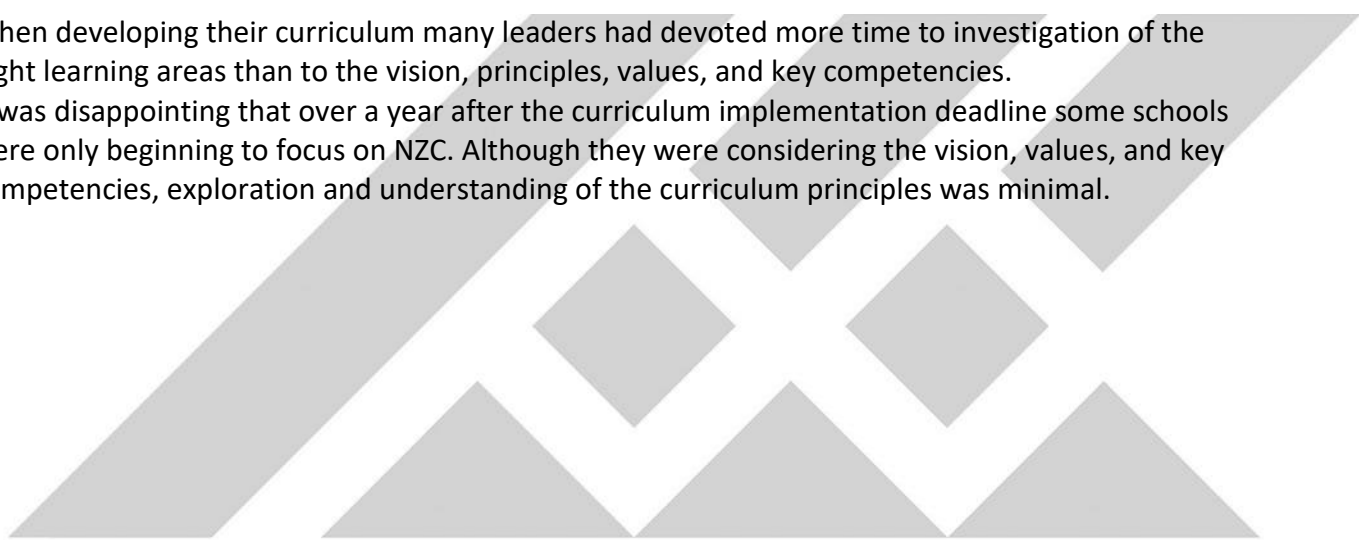 hen developing their curriculum many leaders had devoted more time to investigation of the
ght learning areas than to the vision, principles, values, and key competencies.
was disappointing that over a year after the curriculum implementation deadline some schools
ere only beginning to focus on NZC. Although they were considering the vision, values, and key
mpetencies, exploration and understanding of the curriculum principles was minimal.